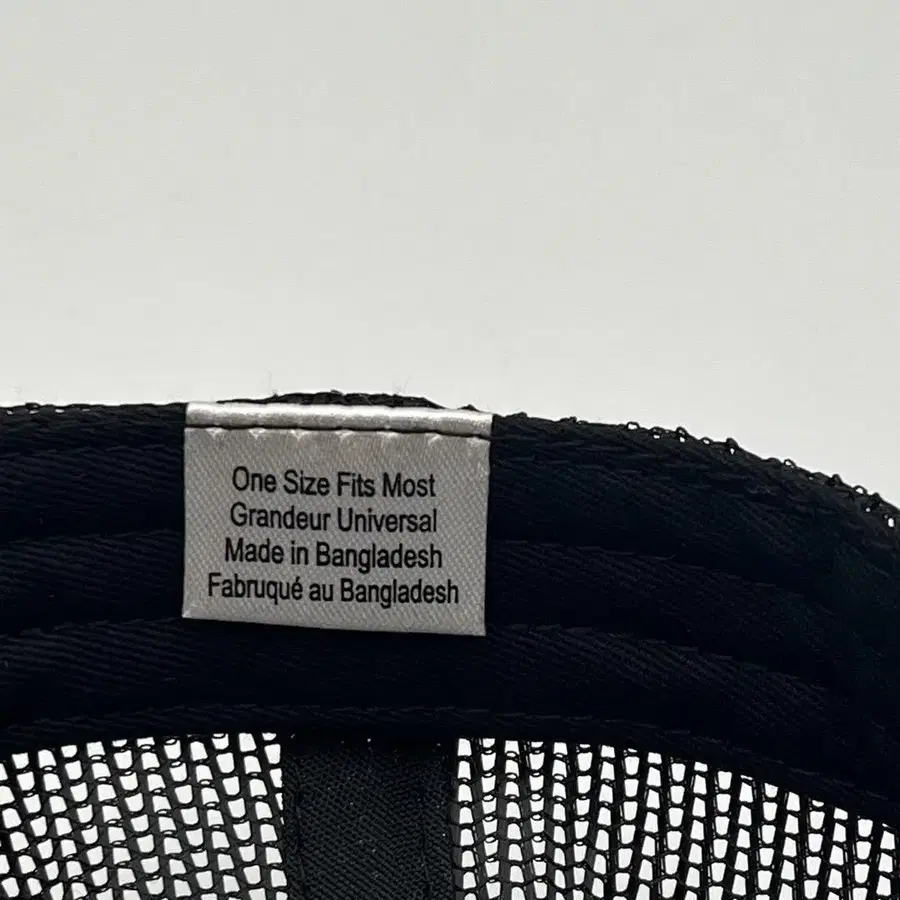 One Size Fits Most
Grandeur Universal
Made in Bangladesh
Fabruqué au Bangladesh